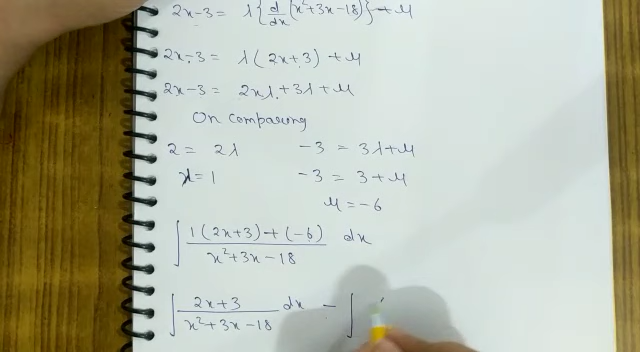 2x-3 = λ{d/dx(x²+3x-18)}+μ
2x-3 = λ(2x+3)+μ
2x-3 = 2xλ+3λ+μ
On comparing
2 = 2λ -3 = 3λ+μ
λ=1 -3 = 3+μ
μ=-6
∫ 1(2x+3)+(-6) / x²+3x-18 dx
∫ 2x+3 / x²+3x-18 dx - ∫